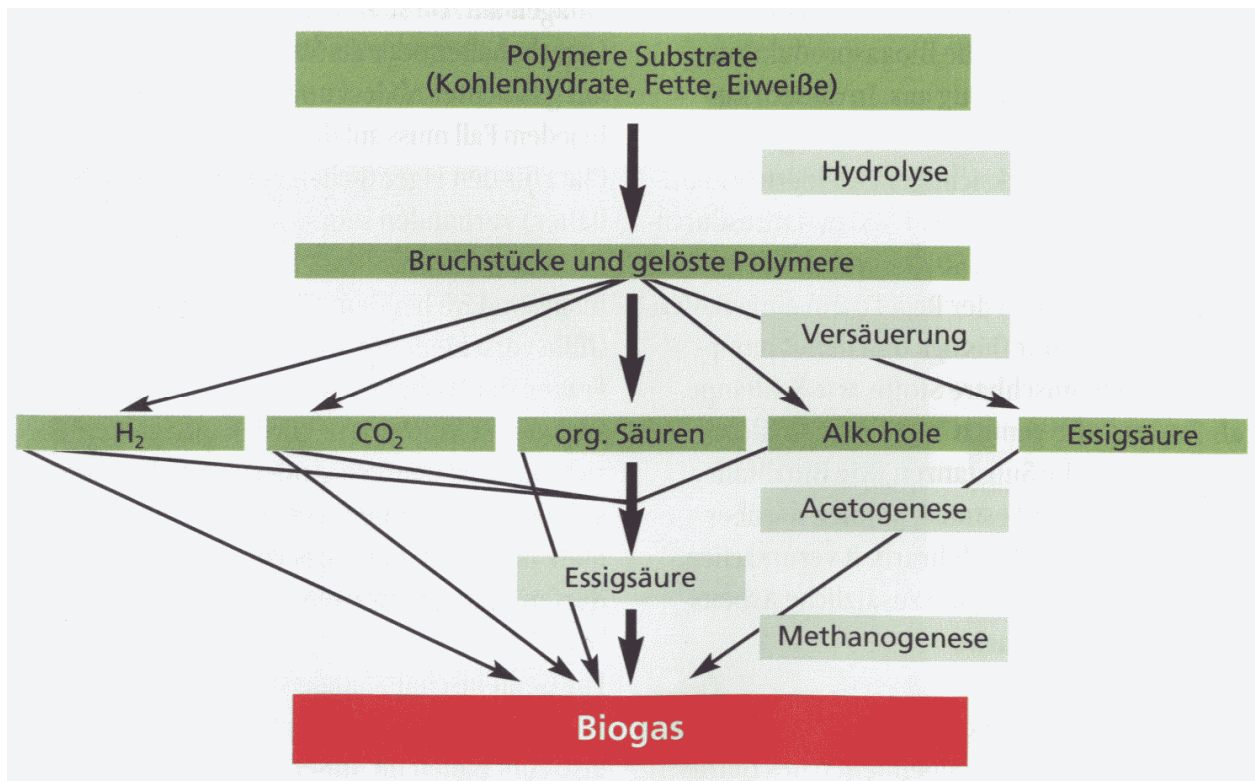 Polymere Substrate
(Kohlenhydrate, Fette, Eiweiße)
Hydrolyse
Bruchstücke und gelöste Polymere
Versäuerung
H₂
CO₂
org. Säuren
Alkohole
Essigsäure
Acetogenese
Essigsäure
Methanogenese
Biogas